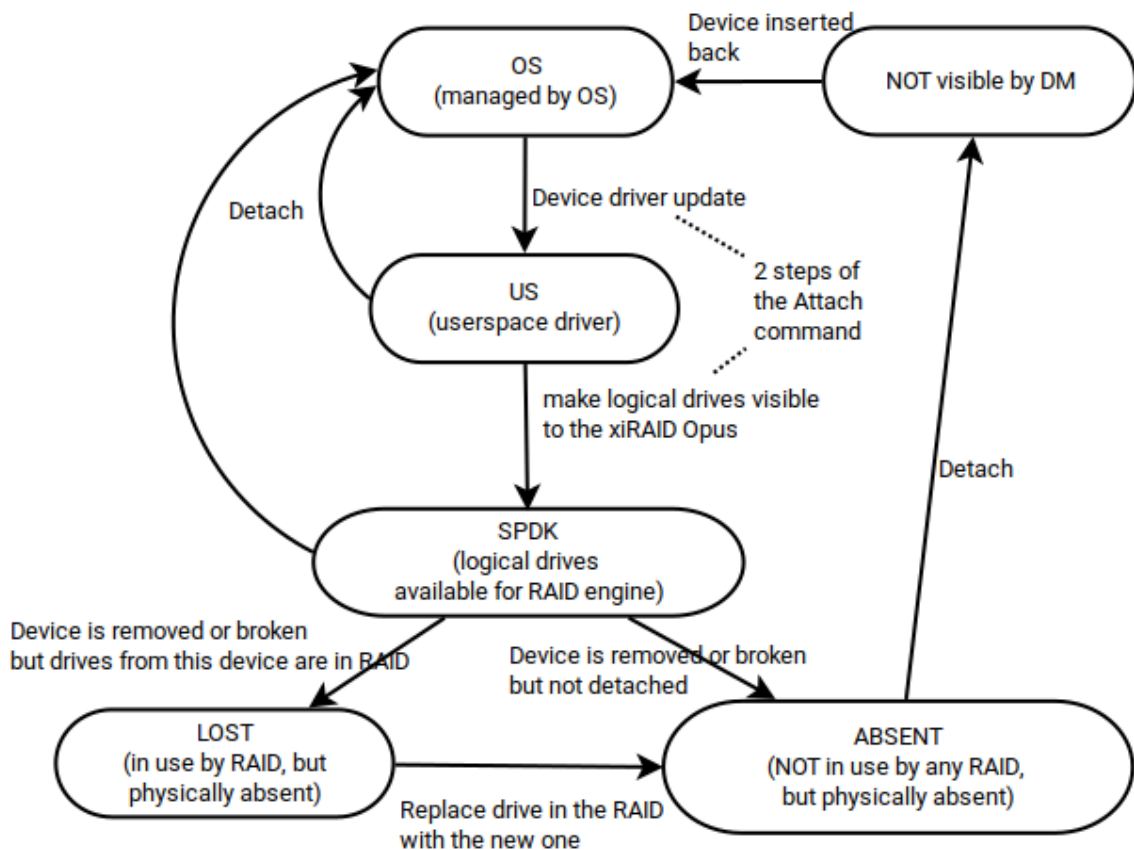 Device inserted
back
OS
(managed by OS)
NOT visible by DM
Detach
Device driver update
2 steps of
the Attach
command
US
(userspace driver)
make logical drives visible
to the xiRAID Opus
Detach
SPDK
(logical drives
available for RAID engine)
Device is removed or broken
but drives from this device are in RAID
Device is removed or broken
but not detached
LOST
(in use by RAID, but
physically absent)
ABSENT
(NOT in use by any RAID,
but physically absent)
Replace drive in the RAID
with the new one